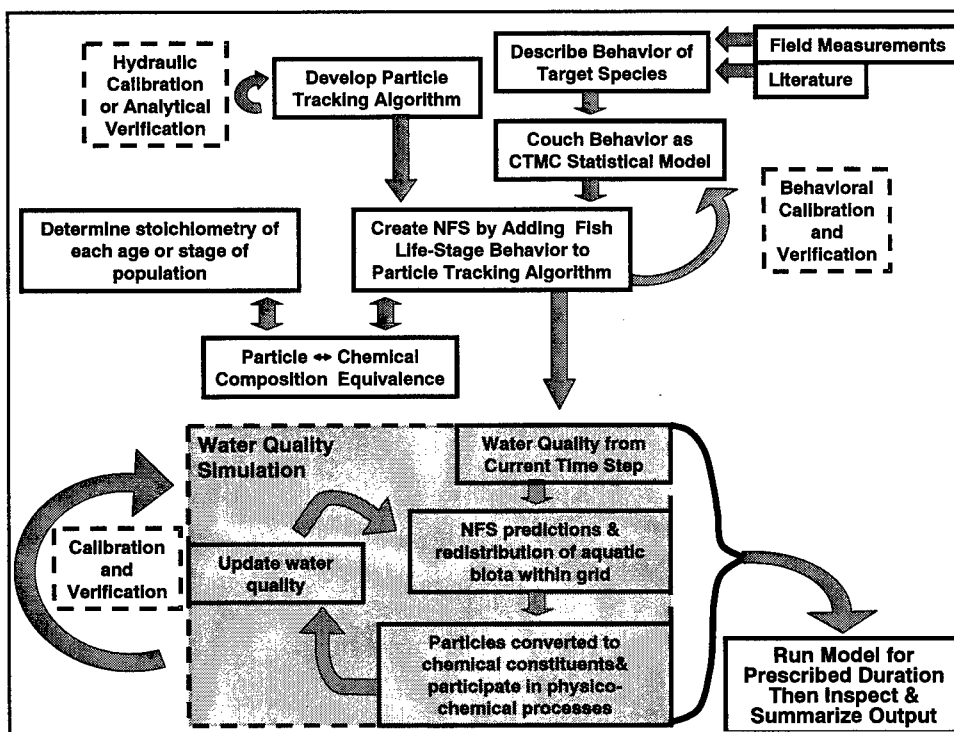 Hydraulic
Calibration
or Analytical
Verification
Develop Particle
Tracking Algorithm
Describe Behavior of
Target Species
Field Measurements
Literature
Couch Behavior as
CTMC Statistical Model
Behavioral
Calibration
and
Verification
Determine stoichiometry of
each age or stage of
population
Create NFS by Adding Fish
Life-Stage Behavior to
Particle Tracking Algorithm
Particle ↔ Chemical
Composition Equivalence
Water Quality
Simulation
Water Quality from
Current Time Step
NFS predictions &
redistribution of aquatic
biota within grid
Calibration
and
Verification
Update water
quality
Particles converted to
chemical constituents&
participate in physico-
chemical processes
Run Model for
Prescribed Duration
Then Inspect &
Summarize Output